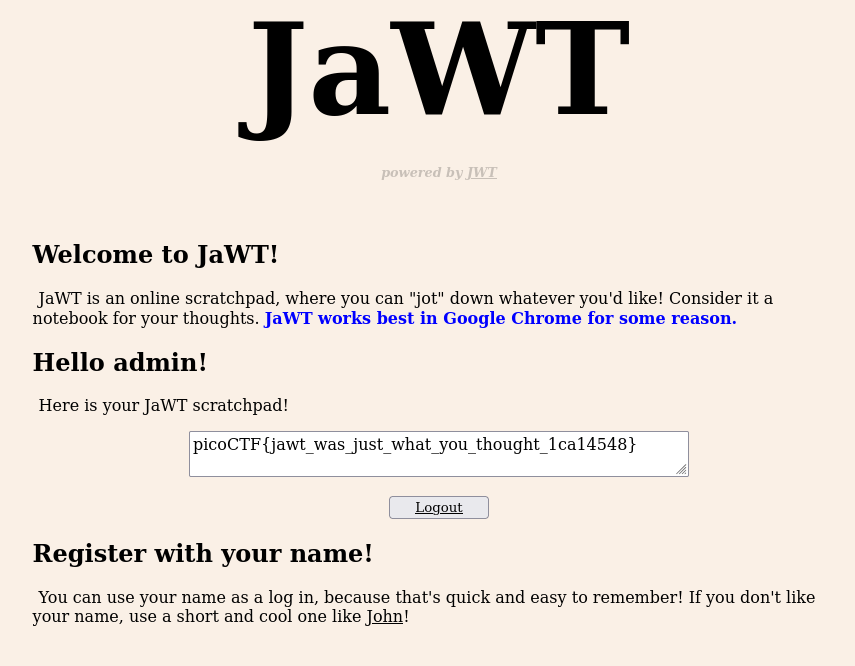 JaWT
powered by JWT
Welcome to JaWT!
JaWT is an online scratchpad, where you can "jot" down whatever you'd like! Consider it a
notebook for your thoughts. JaWT works best in Google Chrome for some reason.
Hello admin!
Here is your JaWT scratchpad!
picoCTF{jawt_was_just_what_you_thought_1ca14548}
Logout
Register with your name!
You can use your name as a log in, because that's quick and easy to remember! If you don't like
your name, use a short and cool one like John!